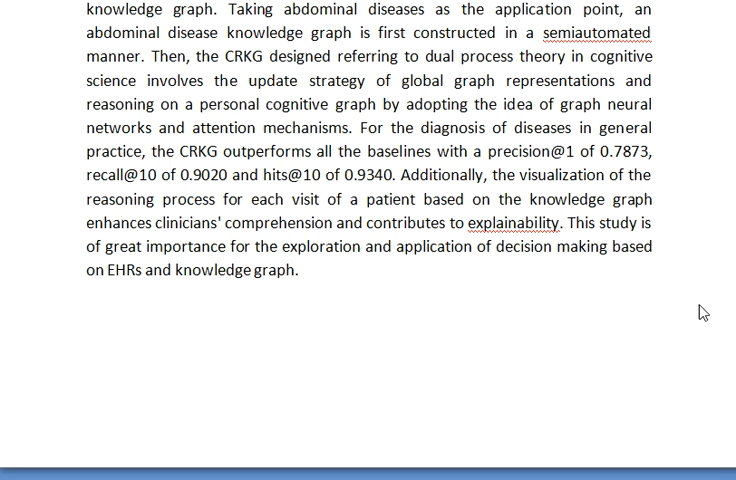 knowledge graph. Taking abdominal diseases as the application point, an
abdominal disease knowledge graph is first constructed in a semiautomated
manner. Then, the CRKG designed referring to dual process theory in cognitive
science involves the update strategy of global graph representations and
reasoning on a personal cognitive graph by adopting the idea of graph neural
networks and attention mechanisms. For the diagnosis of diseases in general
practice, the CRKG outperforms all the baselines with a precision@1 of 0.7873,
recall@10 of 0.9020 and hits@10 of 0.9340. Additionally, the visualization of the
reasoning process for each visit of a patient based on the knowledge graph
enhances clinicians' comprehension and contributes to explainability. This study is
of great importance for the exploration and application of decision making based
on EHRs and knowledge graph.